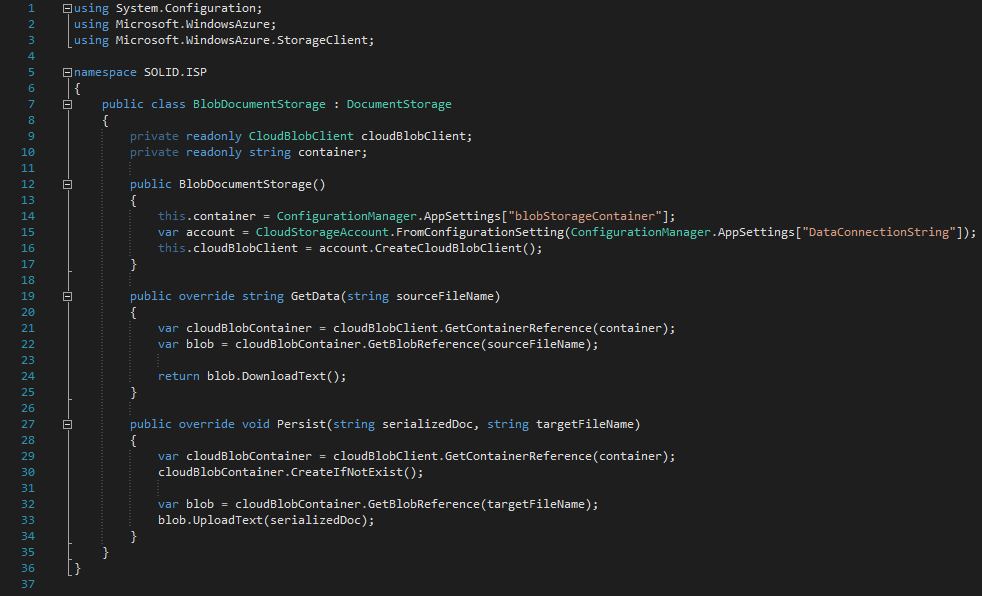 1 using System.Configuration;
2 using Microsoft.WindowsAzure;
3 using Microsoft.WindowsAzure.StorageClient;
4
5 namespace SOLID.ISP
6 {
7 public class BlobDocumentStorage : DocumentStorage
8 {
9 private readonly CloudBlobClient cloudBlobClient;
10 private readonly string container;
11
12 public BlobDocumentStorage()
13 {
14 this.container = ConfigurationManager.AppSettings["blobStorageContainer"];
15 var account = CloudStorageAccount.FromConfigurationSetting(ConfigurationManager.AppSettings["DataConnectionString"]);
16 this.cloudBlobClient = account.CreateCloudBlobClient();
17 }
18
19 public override string GetData(string sourceFileName)
20 {
21 var cloudBlobContainer = cloudBlobClient.GetContainerReference(container);
22 var blob = cloudBlobContainer.GetBlobReference(sourceFileName);
23
24 return blob.DownloadText();
25 }
26
27 public override void Persist(string serializedDoc, string targetFileName)
28 {
29 var cloudBlobContainer = cloudBlobClient.GetContainerReference(container);
30 cloudBlobContainer.CreateIfNotExist();
31
32 var blob = cloudBlobContainer.GetBlobReference(targetFileName);
33 blob.UploadText(serializedDoc);
34 }
35 }
36 }
37